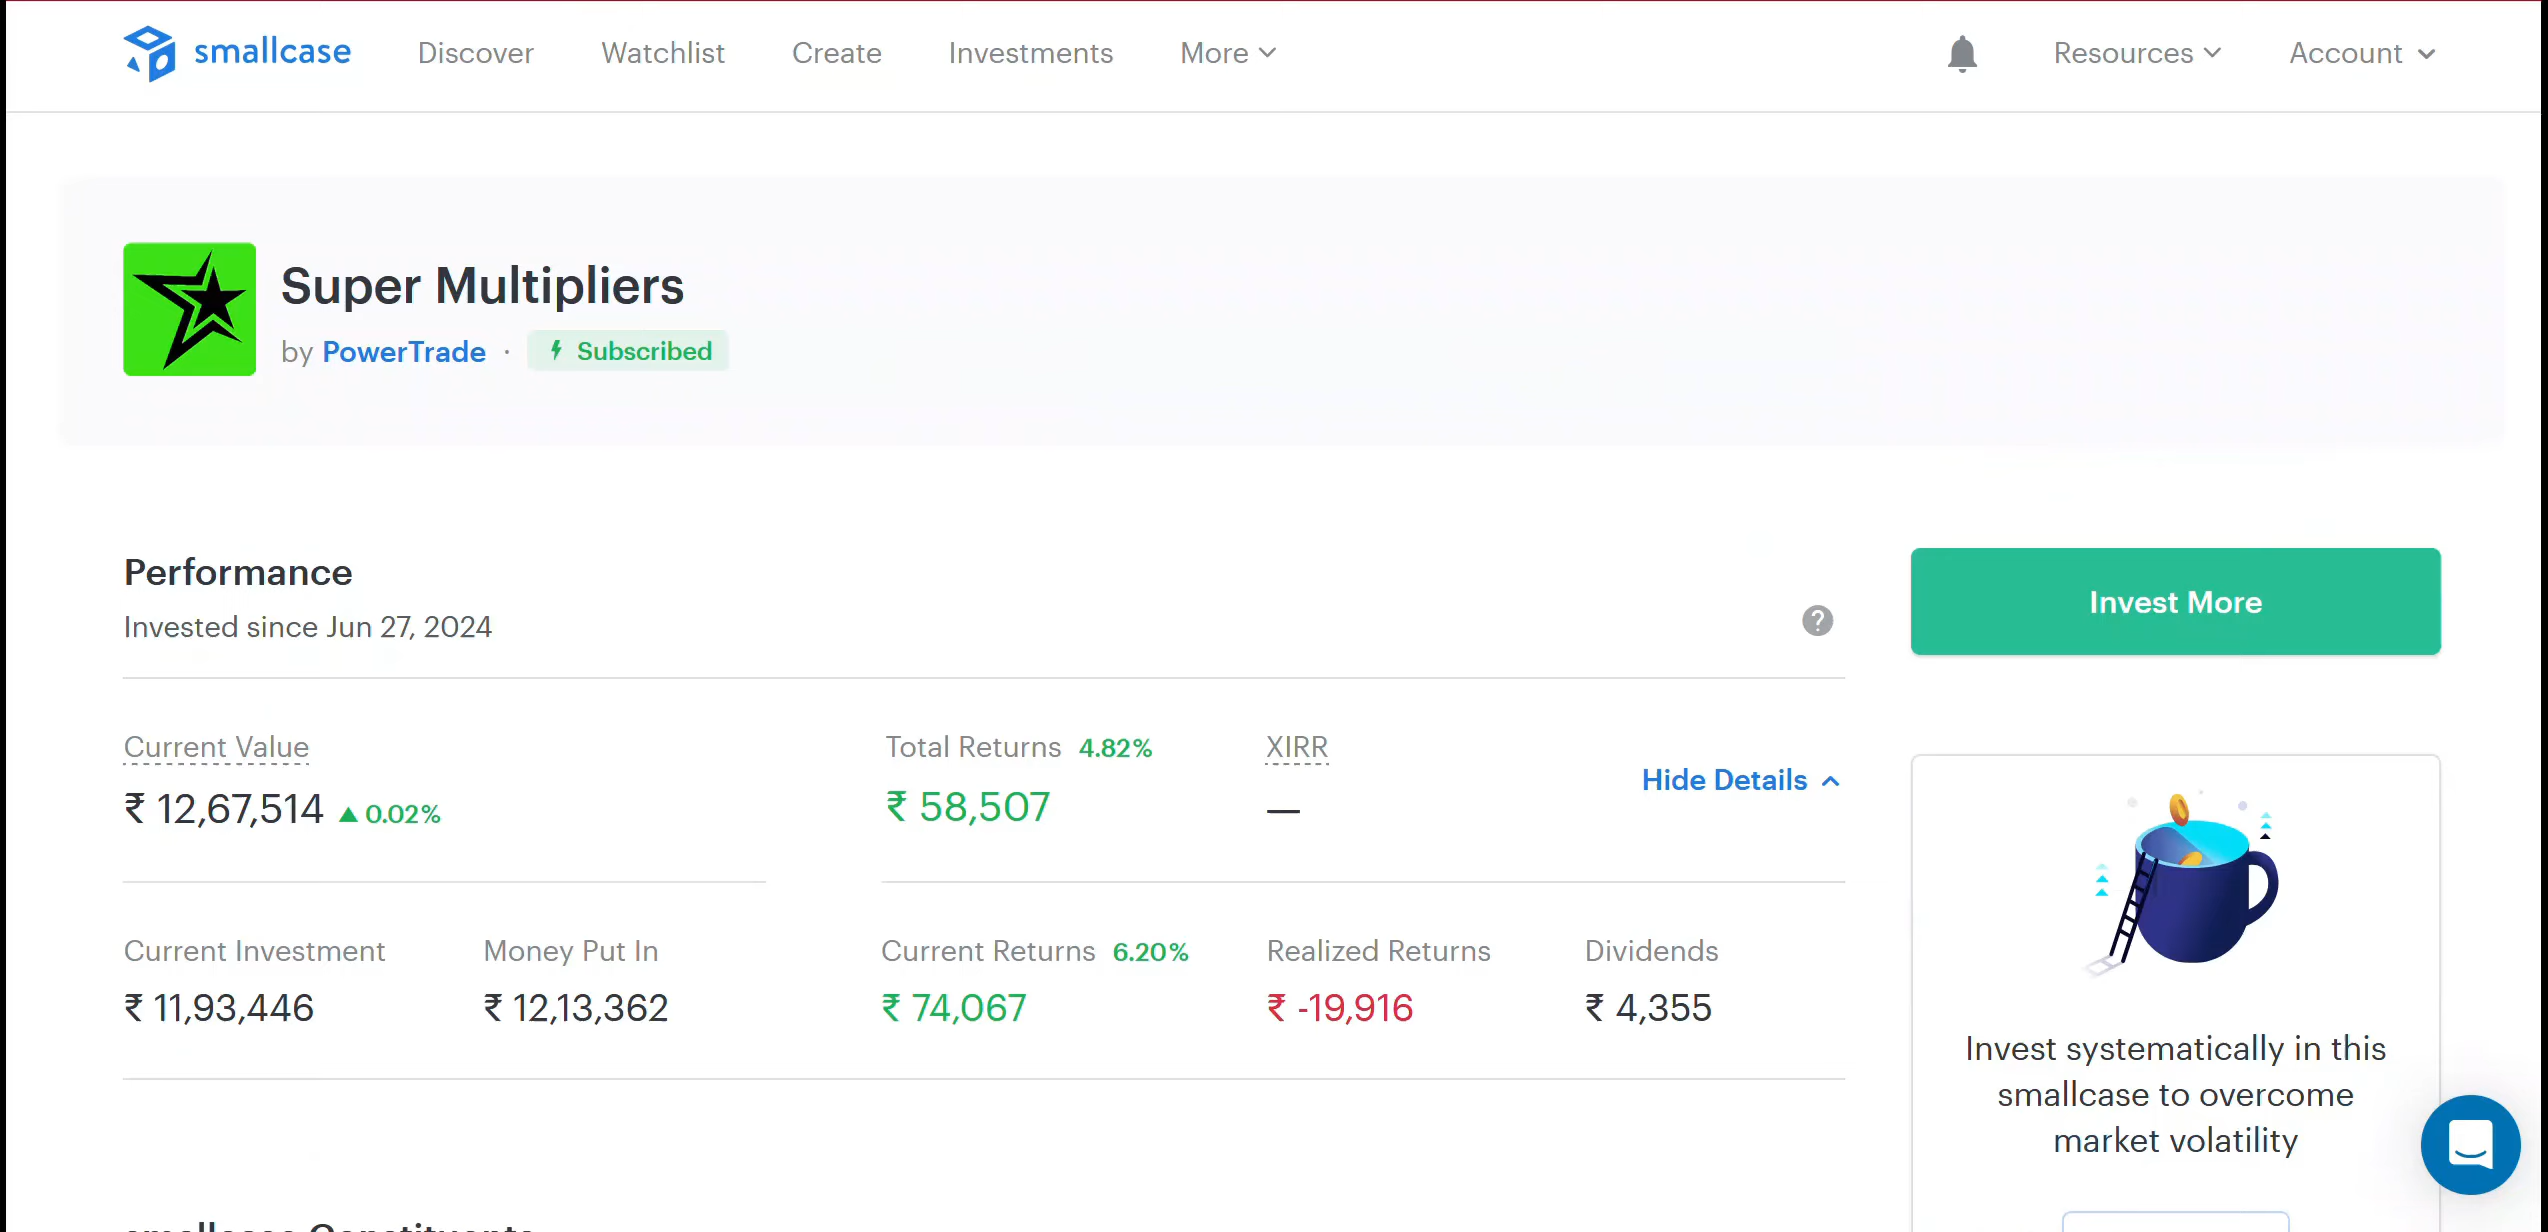 smallcase Discover Watchlist Create Investments More Resources Account
Super Multipliers
by PowerTrade · Subscribed
Performance
Invested since Jun 27, 2024
Invest More
Current Value
₹ 12,67,514 ▲ 0.02%
Total Returns 4.82%
₹ 58,507
XIRR
—
Hide Details
Current Investment
₹ 11,93,446
Money Put In
₹ 12,13,362
Current Returns 6.20%
₹ 74,067
Realized Returns
₹ -19,916
Dividends
₹ 4,355
Invest systematically in this
smallcase to overcome
market volatility
smallcase Constituents